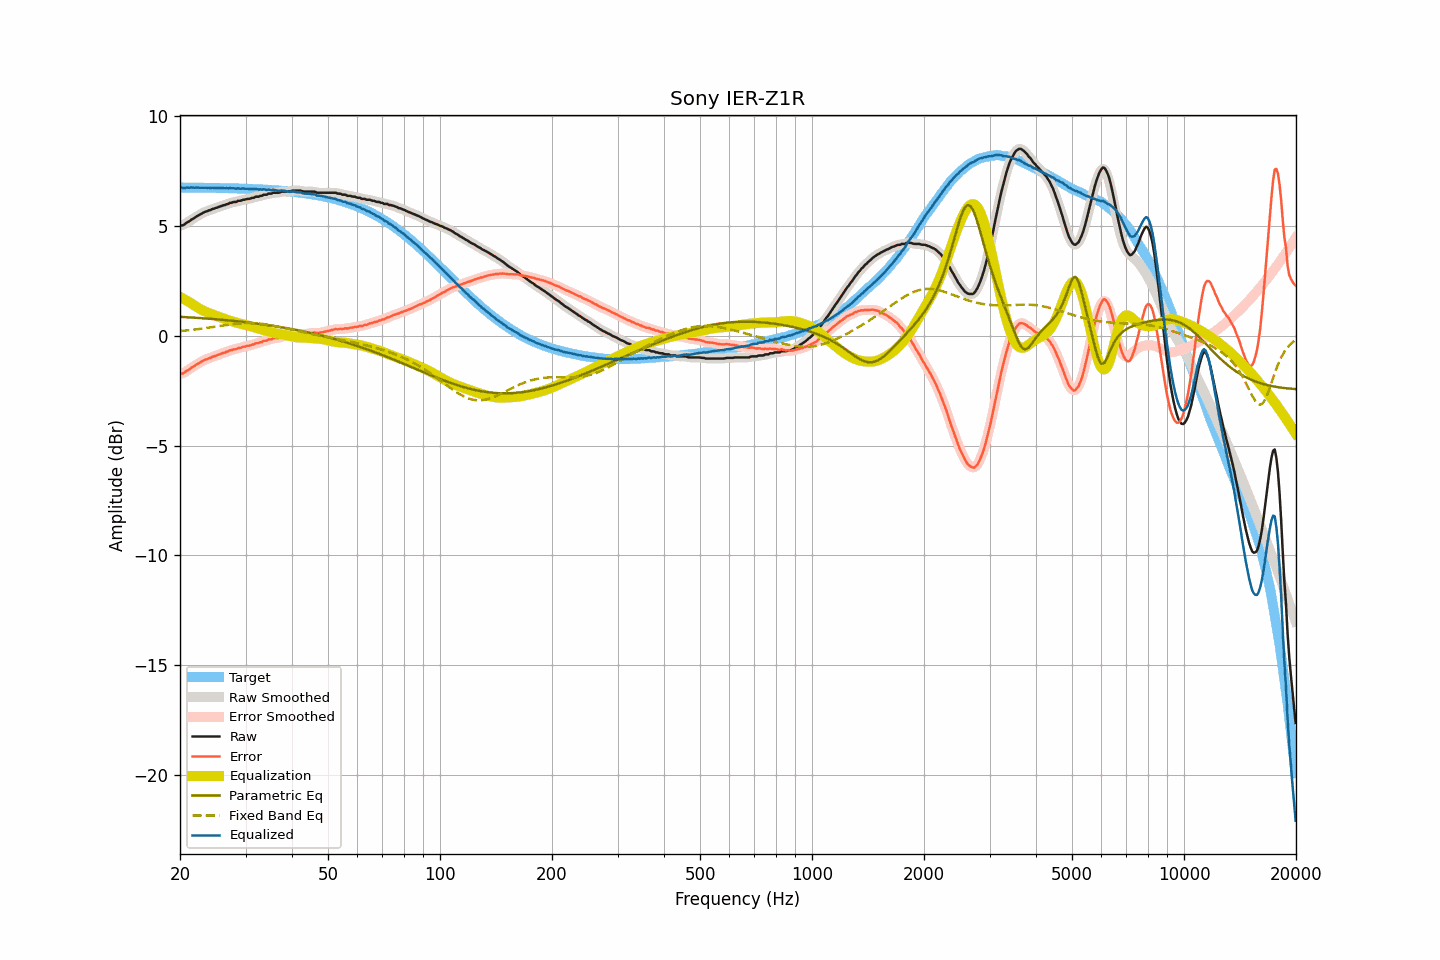 Sony IER-Z1R
10
5
0
−5
−10
−15
−20
Amplitude (dBr)
Target
Raw Smoothed
Error Smoothed
Raw
Error
Equalization
Parametric Eq
Fixed Band Eq
Equalized
20 50 100 200 500 1000 2000 5000 10000 20000
Frequency (Hz)